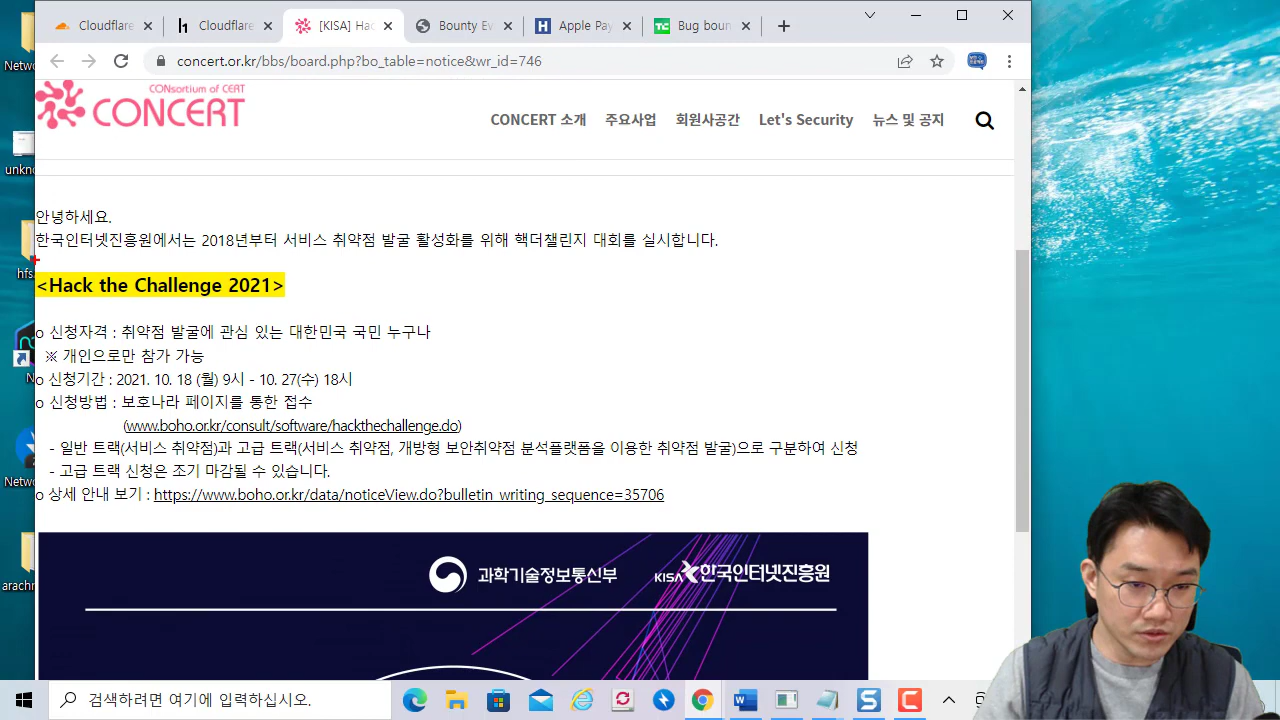 Cloudflare
Cloudflare
[KISA] Hac
Bounty Ev
Apple Pay
Bug boun
concert.or.kr/bbs/board.php?bo_table=notice&wr_id=746
CONsortium of CERT
CONCERT
CONCERT 소개
주요사업
회원사공간
Let's Security
뉴스 및 공지
안녕하세요.
한국인터넷진흥원에서는 2018년부터 서비스 취약점 발굴 활성화를 위해 핵더챌린지 대회를 실시합니다.
<Hack the Challenge 2021>
o 신청자격 : 취약점 발굴에 관심 있는 대한민국 국민 누구나
※ 개인으로만 참가 가능
o 신청기간 : 2021. 10. 18 (월) 9시 - 10. 27(수) 18시
o 신청방법 : 보호나라 페이지를 통한 접수
(www.boho.or.kr/consult/software/hackthechallenge.do)
- 일반 트랙(서비스 취약점)과 고급 트랙(서비스 취약점, 개방형 보안취약점 분석플랫폼을 이용한 취약점 발굴)으로 구분하여 신청
- 고급 트랙 신청은 조기 마감될 수 있습니다.
o 상세 안내 보기 : https://www.boho.or.kr/data/noticeView.do?bulletin_writing_sequence=35706
과학기술정보통신부
KISA 한국인터넷진흥원
Netwo
unkno
hfs
N
Netwo
arachn
검색하려면 여기에 입력하십시오.